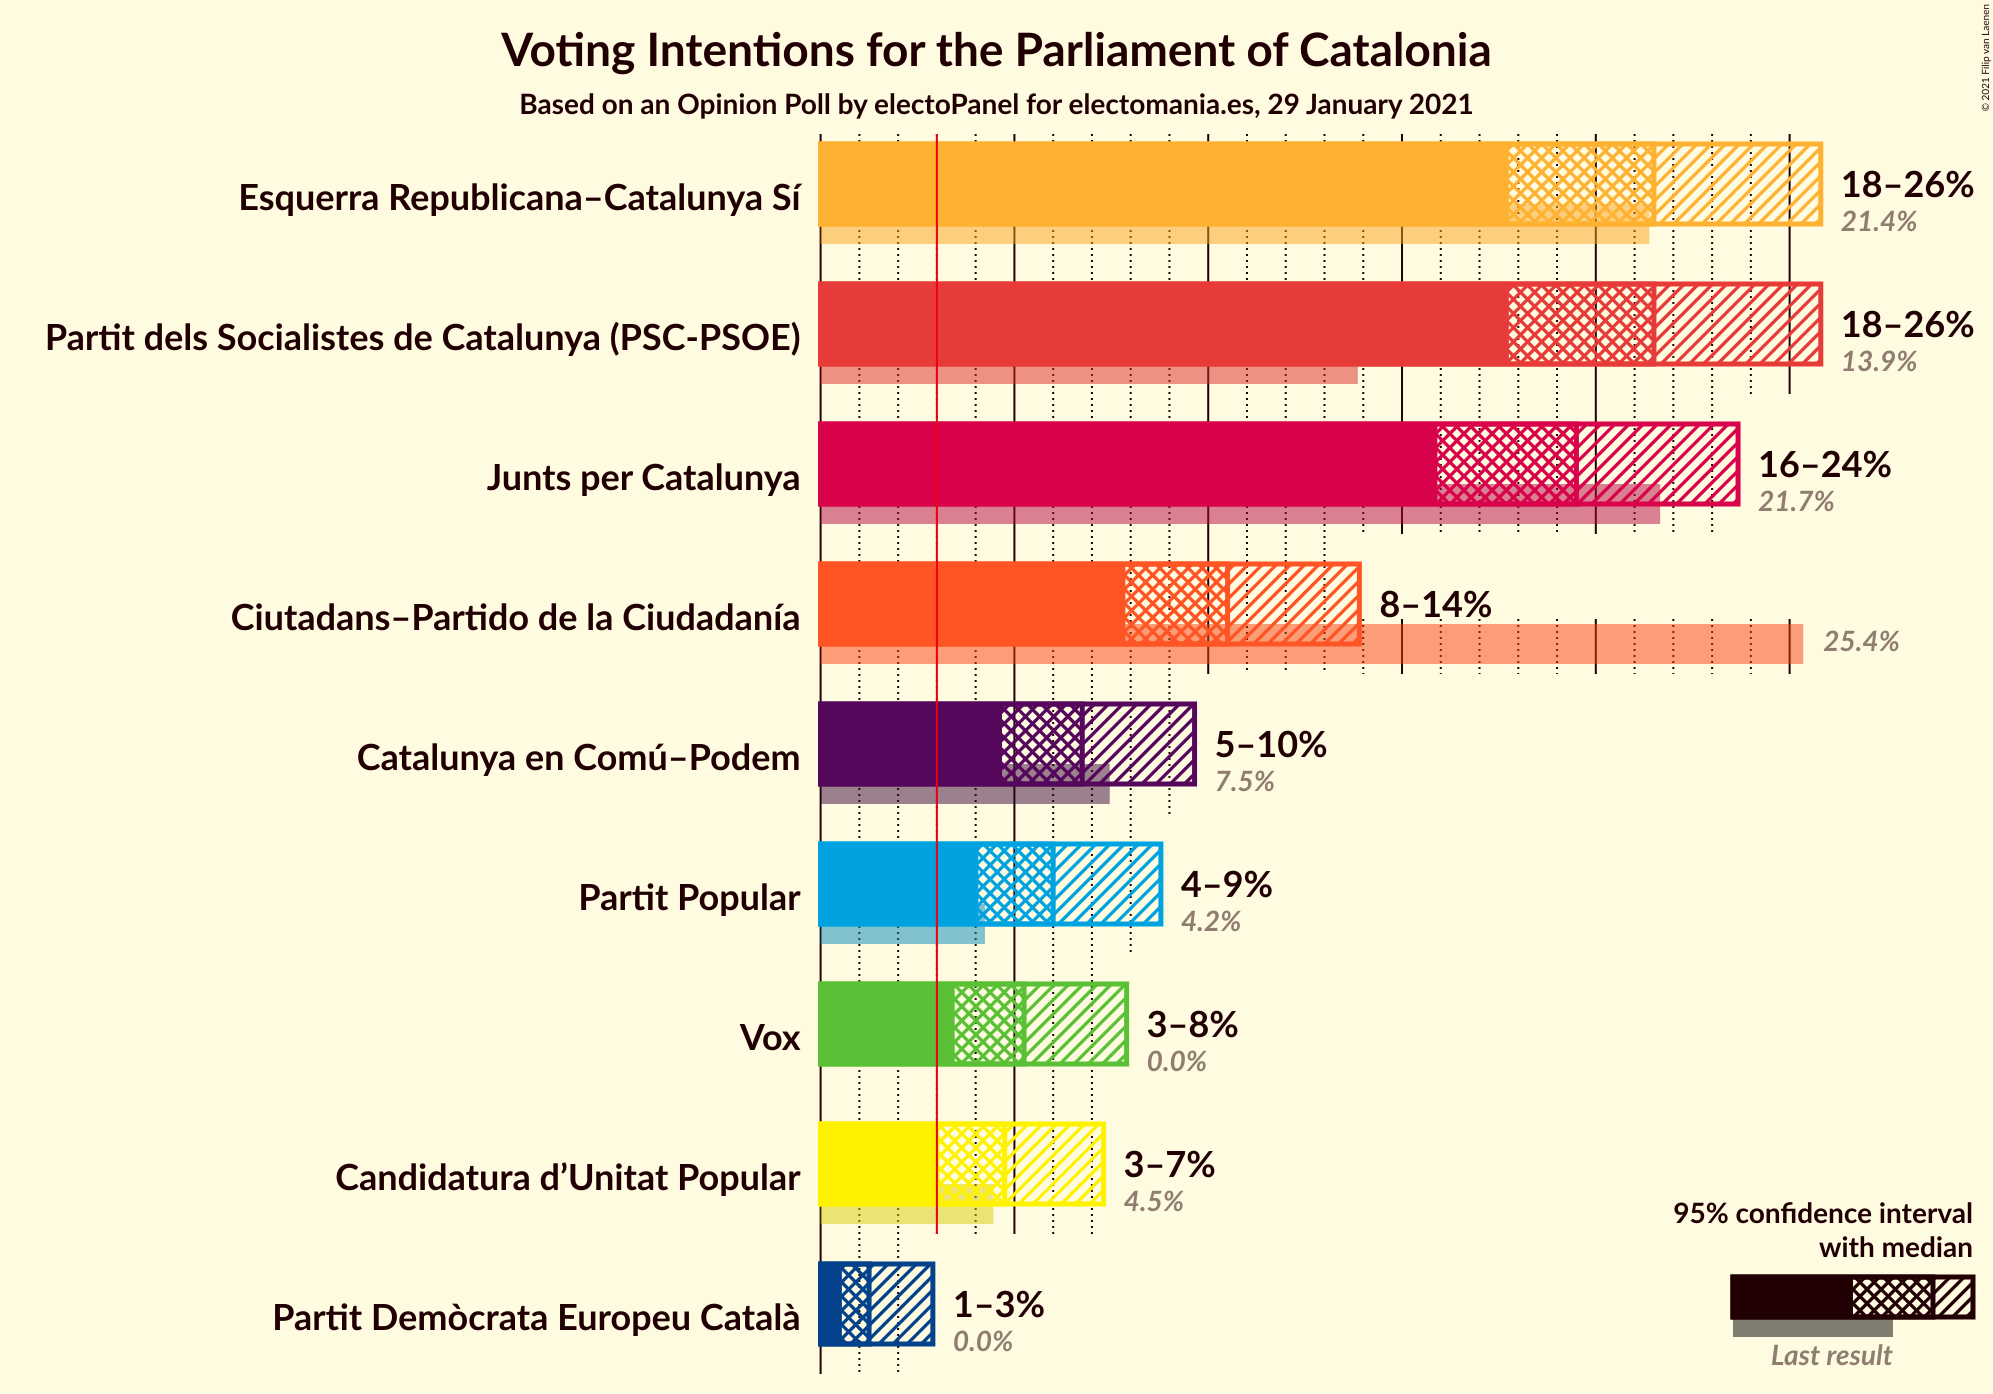 Voting Intentions for the Parliament of Catalonia
Based on an Opinion Poll by electoPanel for electomania.es, 29 January 2021
© 2021 Filip van Laenen
Esquerra Republicana–Catalunya Sí
18–26%
21.4%
Partit dels Socialistes de Catalunya (PSC-PSOE)
18–26%
13.9%
Junts per Catalunya
16–24%
21.7%
Ciutadans–Partido de la Ciudadanía
8–14%
25.4%
Catalunya en Comú–Podem
5–10%
7.5%
Partit Popular
4–9%
4.2%
Vox
3–8%
0.0%
Candidatura d’Unitat Popular
3–7%
4.5%
Partit Demòcrata Europeu Català
1–3%
0.0%
95% confidence interval
with median
Last result